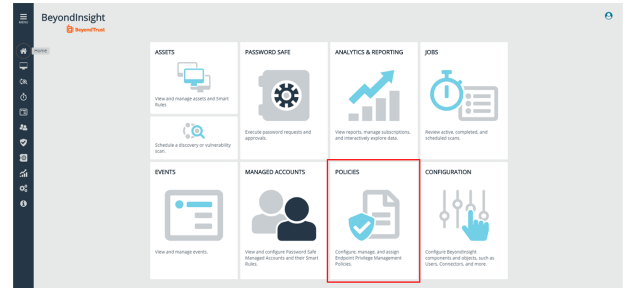 MENU
BeyondInsight
BeyondTrust
Home
ASSETS
View and manage assets and Smart
Rules.
Schedule a discovery or vulnerability
scan.
PASSWORD SAFE
Execute password requests and
approvals.
ANALYTICS & REPORTING
View reports, manage subscriptions,
and interactively explore data.
JOBS
Review active, completed, and
scheduled scans.
EVENTS
View and manage events.
MANAGED ACCOUNTS
View and configure Password Safe
Managed Accounts and their Smart
Rules.
POLICIES
Configure, manage, and assign
Endpoint Privilege Management
Policies.
CONFIGURATION
Configure BeyondInsight
components and objects, such as
Users, Connectors, and more.